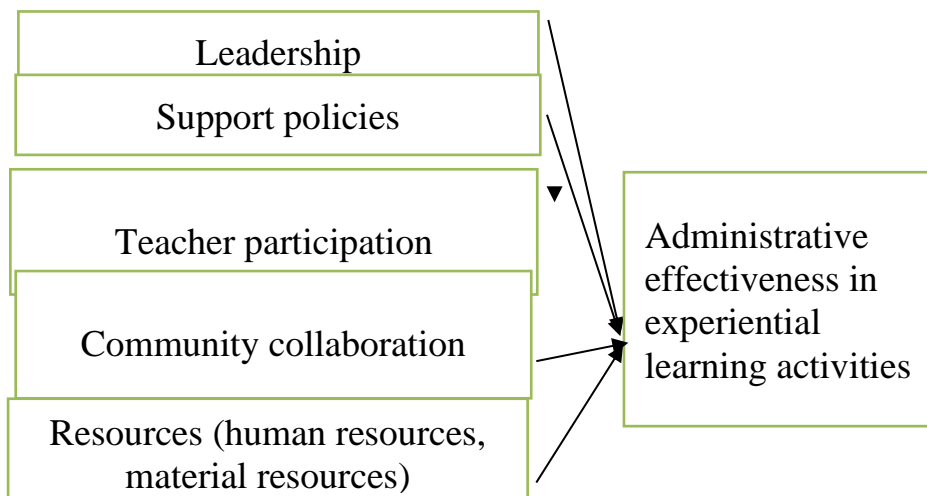 Leadership
Support policies
Teacher participation
Community collaboration
Resources (human resources,
material resources)
Administrative
effectiveness in
experiential
learning activities